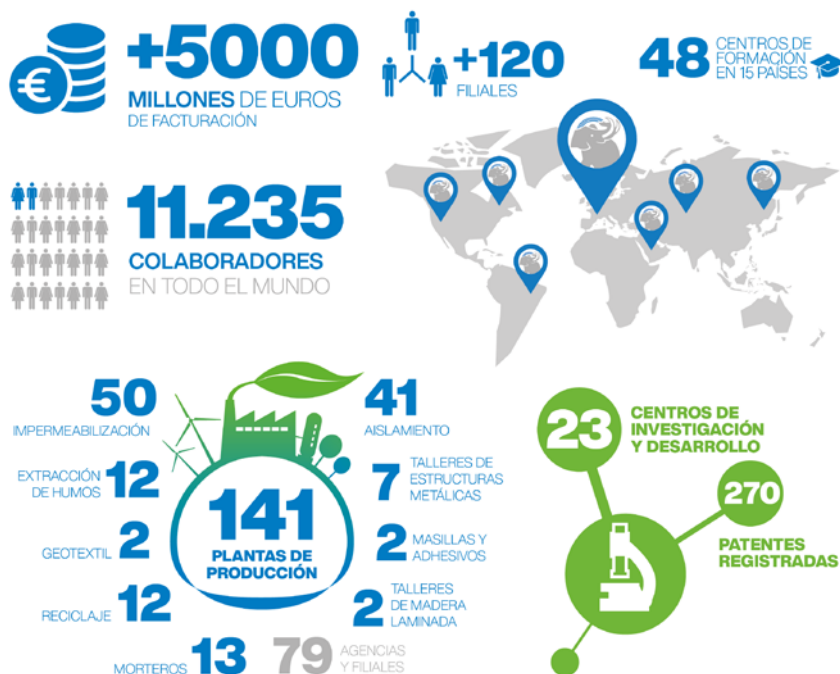 +5000
MILLONES DE EUROS
DE FACTURACIÓN
+120
FILIALES
48
CENTROS DE
FORMACIÓN
EN 15 PAÍSES
11.235
COLABORADORES
EN TODO EL MUNDO
50
IMPERMEABILIZACIÓN
41
AISLAMIENTO
EXTRACCIÓN
DE HUMOS
12
7
TALLERES DE
ESTRUCTURAS
METÁLICAS
141
PLANTAS DE
PRODUCCIÓN
GEOTEXTIL 2
2
MASILLAS Y
ADHESIVOS
RECICLAJE 12
2
TALLERES
DE MADERA
LAMINADA
MORTEROS 13
79
AGENCIAS
Y FILIALES
23
CENTROS DE
INVESTIGACIÓN
Y DESARROLLO
270
PATENTES
REGISTRADAS